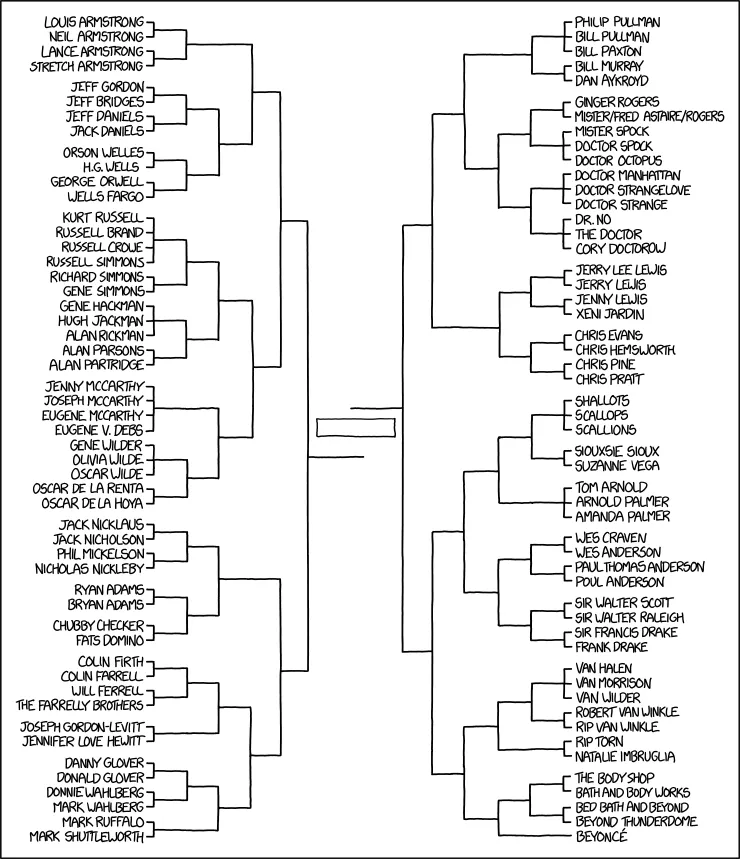 LOUIS ARMSTRONG
NEIL ARMSTRONG
LANCE ARMSTRONG
STRETCH ARMSTRONG
JEFF GORDON
JEFF BRIDGES
JEFF DANIELS
JACK DANIELS
ORSON WELLES
H.G. WELLS
GEORGE ORWELL
WELLS FARGO
KURT RUSSELL
RUSSELL BRAND
RUSSELL CROWE
RUSSELL SIMMONS
RICHARD SIMMONS
GENE SIMMONS
GENE HACKMAN
HUGH JACKMAN
ALAN RICKMAN
ALAN PARSONS
ALAN PARTRIDGE
JENNY MCCARTHY
JOSEPH MCCARTHY
EUGENE MCCARTHY
EUGENE V. DEBS
GENE WILDER
OLIVIA WILDE
OSCAR WILDE
OSCAR DE LA RENTA
OSCAR DE LA HOYA
JACK NICKLAUS
JACK NICHOLSON
PHIL MICKELSON
NICHOLAS NICKLEBY
RYAN ADAMS
BRYAN ADAMS
CHUBBY CHECKER
FATS DOMINO
COLIN FIRTH
COLIN FARRELL
WILL FERRELL
THE FARRELLY BROTHERS
JOSEPH GORDON-LEVITT
JENNIFER LOVE HEWITT
DANNY GLOVER
DONALD GLOVER
DONNIE WAHLBERG
MARK WAHLBERG
MARK RUFFALO
MARK SHUTTLEWORTH
PHILIP PULLMAN
BILL PULLMAN
BILL PAXTON
BILL MURRAY
DAN AYKROYD
GINGER ROGERS
MISTER/FRED ASTAIRE/ROGERS
MISTER SPOCK
DOCTOR SPOCK
DOCTOR OCTOPUS
DOCTOR MANHATTAN
DOCTOR STRANGELOVE
DOCTOR STRANGE
DR. NO
THE DOCTOR
CORY DOCTOROW
JERRY LEE LEWIS
JERRY LEWIS
JENNY LEWIS
XENI JARDIN
CHRIS EVANS
CHRIS HEMSWORTH
CHRIS PINE
CHRIS PRATT
SHALLOTS
SCALLOPS
SCALLIONS
SIOUXSIE SIOUX
SUZANNE VEGA
TOM ARNOLD
ARNOLD PALMER
AMANDA PALMER
WES CRAVEN
WES ANDERSON
PAUL THOMAS ANDERSON
POUL ANDERSON
SIR WALTER SCOTT
SIR WALTER RALEIGH
SIR FRANCIS DRAKE
FRANK DRAKE
VAN HALEN
VAN MORRISON
VAN WILDER
ROBERT VAN WINKLE
RIP VAN WINKLE
RIP TORN
NATALIE IMBRUGLIA
THE BODY SHOP
BATH AND BODY WORKS
BED BATH AND BEYOND
BEYOND THUNDERDOME
BEYONCÉ